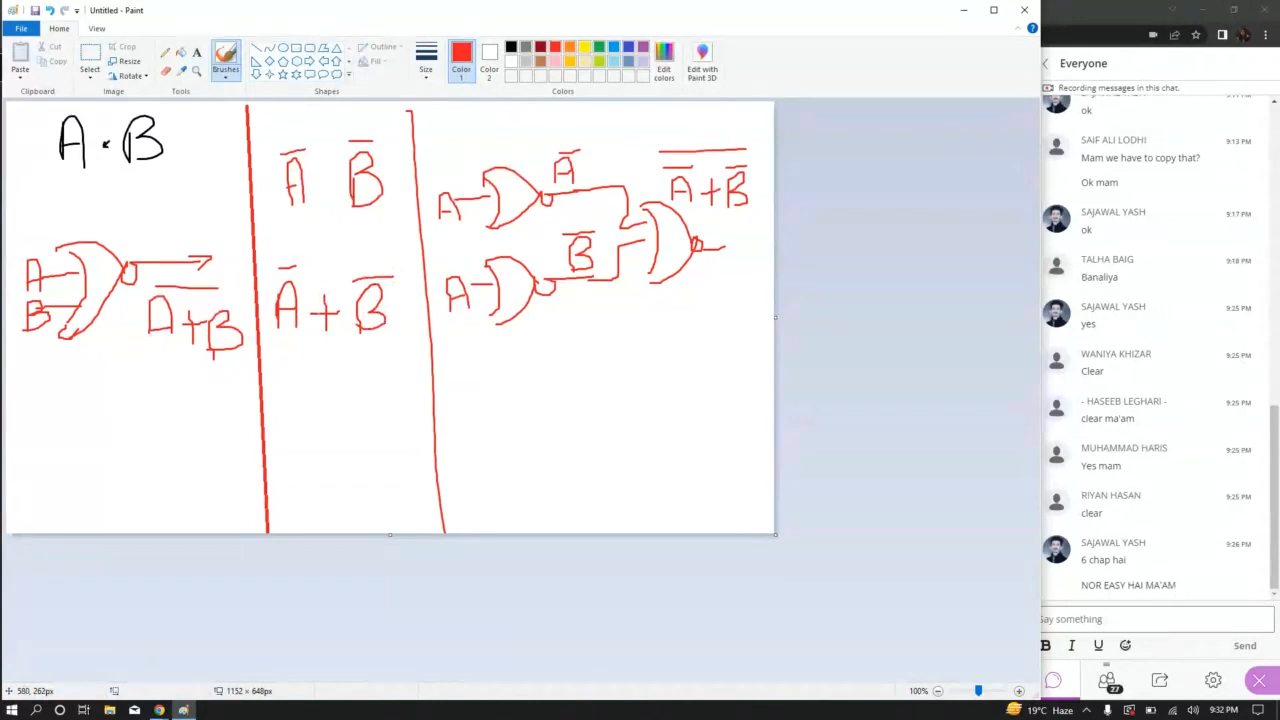 Untitled - Paint
File
Home
View
Paste
Cut
Copy
Clipboard
Select
Crop
Resize
Rotate
Image
Tools
Brushes
Shapes
Outline
Fill
Size
Color
1
Color
2
Edit
colors
Edit with
Paint 3D
Colors
A . B
A̅ B̅
A
B
A+B̅
A̅ + B̅
A
A̅
A
B̅
A̅+B̅
580, 262px
1152 × 648px
100%
Everyone
Recording messages in this chat.
ok
SAIF ALI LODHI
9:13 PM
Mam we have to copy that?
Ok mam
SAJAWAL YASH
9:17 PM
ok
TALHA BAIG
9:18 PM
Banaliya
SAJAWAL YASH
9:25 PM
yes
WANIYA KHIZAR
9:25 PM
Clear
- HASEEB LEGHARI -
9:25 PM
clear ma'am
MUHAMMAD HARIS
9:25 PM
Yes mam
RIYAN HASAN
9:25 PM
clear
SAJAWAL YASH
9:26 PM
6 chap hai
NOR EASY HAI MA'AM
Say something
B I U
Send
27
19°C Haze
9:32 PM